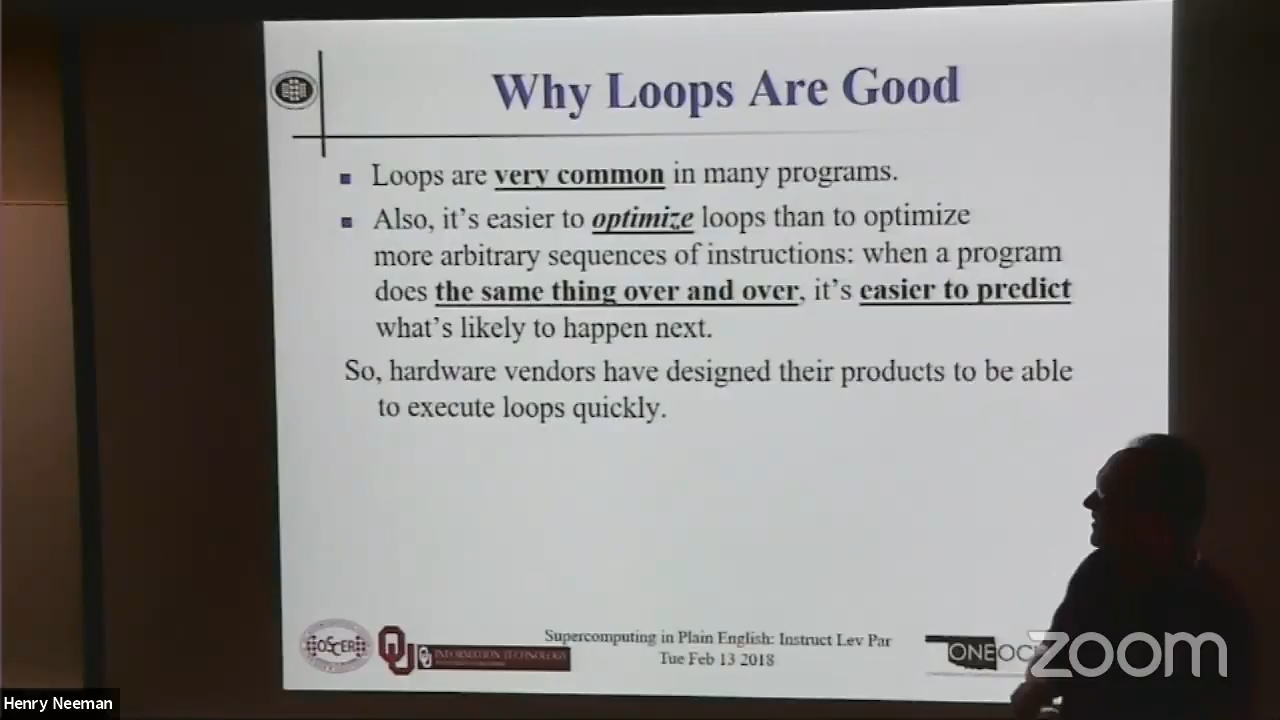 Why Loops Are Good
Loops are very common in many programs.
Also, it's easier to optimize loops than to optimize
more arbitrary sequences of instructions: when a program
does the same thing over and over, it's easier to predict
what's likely to happen next.
So, hardware vendors have designed their products to be able
to execute loops quickly.
OSCER
INFORMATION TECHNOLOGY
Supercomputing in Plain English: Instruct Lev Par
Tue Feb 13 2018
ONEOC
zoom
Henry Neeman